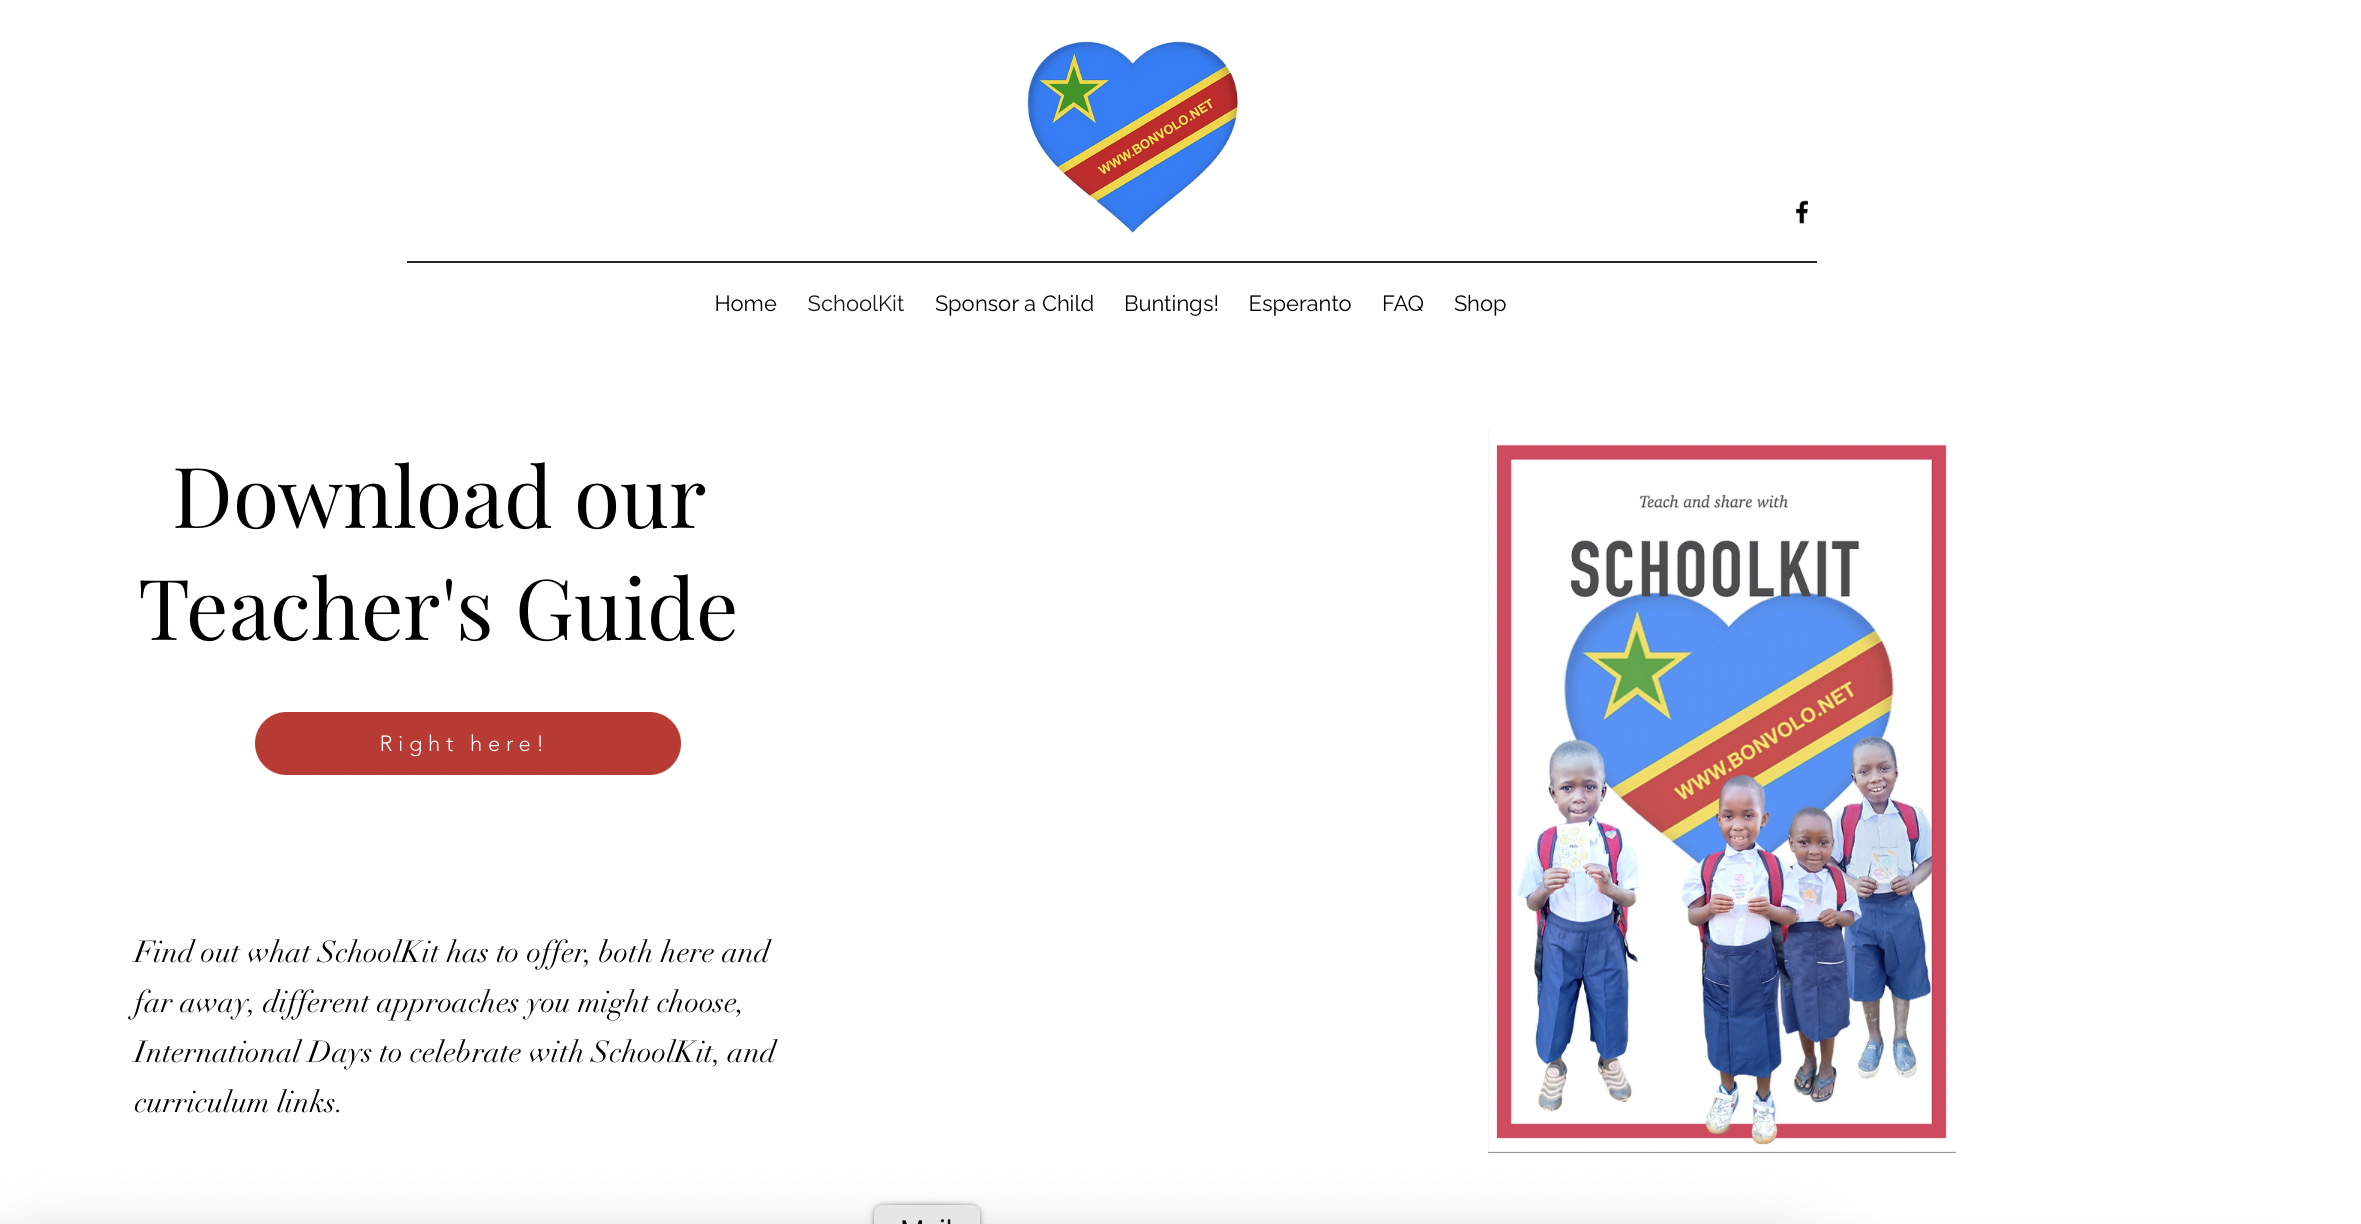 WWW.BONVOLO.NET
Home SchoolKit Sponsor a Child Buntings! Esperanto FAQ Shop
Download our
Teacher's Guide
Right here!
Find out what SchoolKit has to offer, both here and
far away, different approaches you might choose,
International Days to celebrate with SchoolKit, and
curriculum links.
Teach and share with
SCHOOLKIT
WWW.BONVOLO.NET